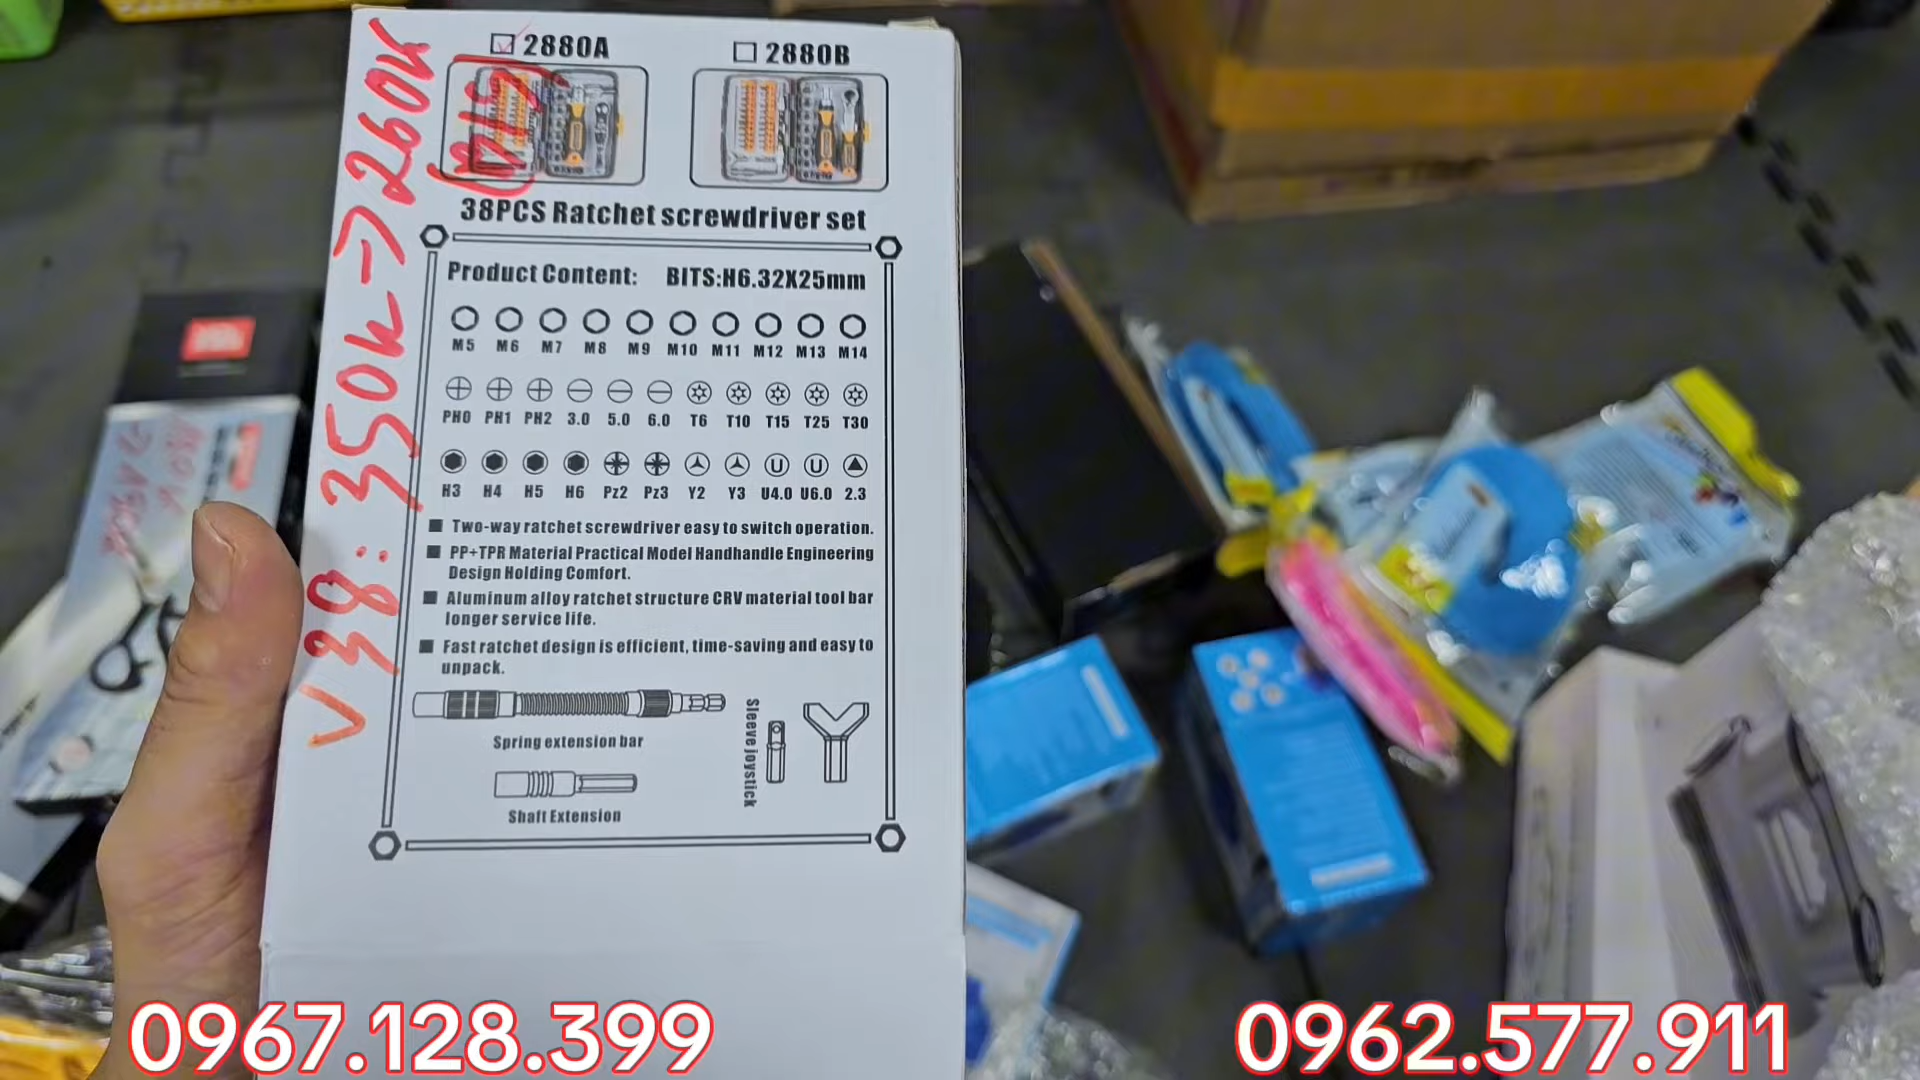 2880A
2880B
38PCS Ratchet screwdriver set
Product Content: BITS:H6.32X25mm
M5 M6 M7 M8 M9 M10 M11 M12 M13 M14
PH0 PH1 PH2 3.0 5.0 6.0 T6 T10 T15 T25 T30
H3 H4 H5 H6 Pz2 Pz3 Y2 Y3 U4.0 U6.0 2.3
Two-way ratchet screwdriver easy to switch operation.
PP+TPR Material Practical Model Handhandle Engineering
Design Holding Comfort.
Aluminum alloy ratchet structure CRV material tool bar
longer service life.
Fast ratchet design is efficient, time-saving and easy to
unpack.
Spring extension bar
Shaft Extension
Sleeve joystick
V38: 350k → 260k
0967.128.399
0962.577.911